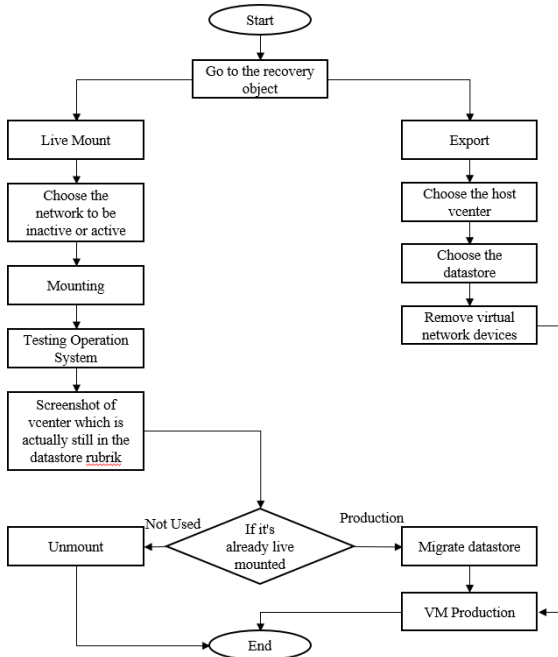 Start
Go to the recovery
object
Live Mount
Export
Choose the
network to be
inactive or active
Choose the host
vcenter
Mounting
Choose the
datastore
Testing Operation
System
Remove virtual
network devices
Screenshot of
vcenter which is
actually still in the
datastore rubrik
Not Used
If it's
already live
mounted
Production
Unmount
Migrate datastore
VM Production
End